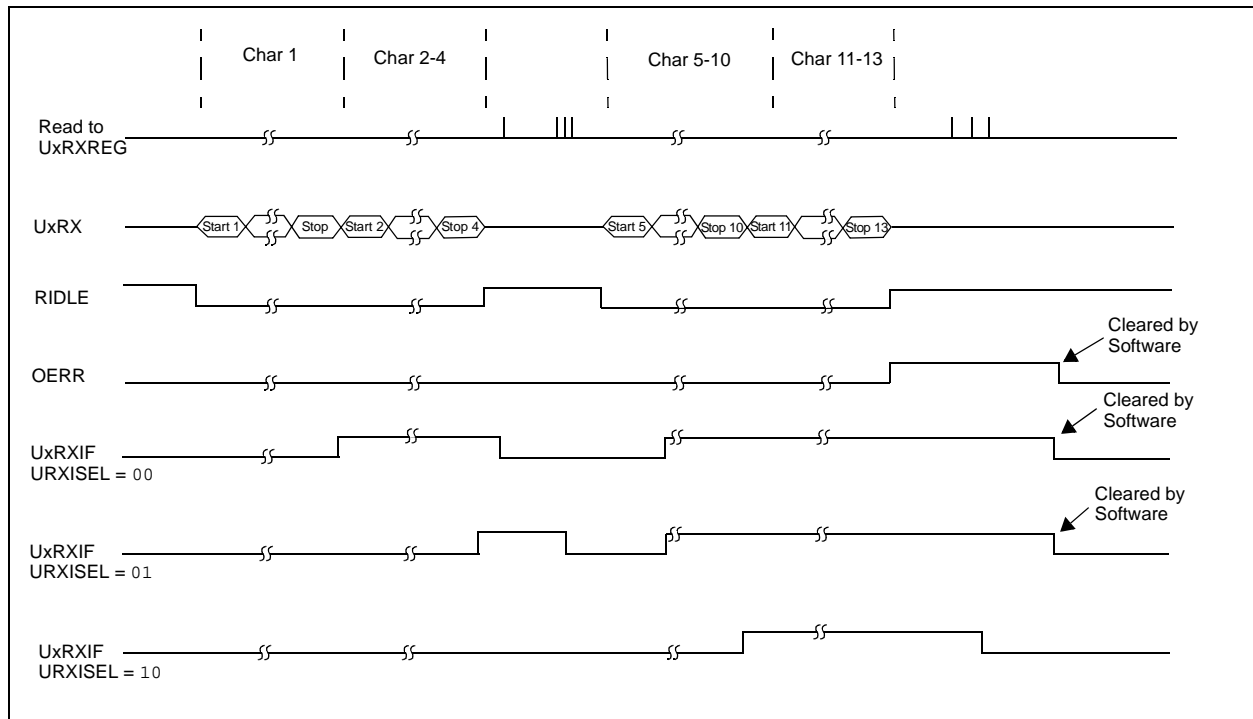 Char 1
Char 2-4
Char 5-10
Char 11-13
Read to
UxRXREG
UxRX
Start 1
Stop
Start 2
Stop 4
Start 5
Stop 10
Start 11
Stop 13
RIDLE
Cleared by
Software
OERR
Cleared by
Software
UxRXIF
URXISEL = 00
Cleared by
Software
UxRXIF
URXISEL = 01
UxRXIF
URXISEL = 10